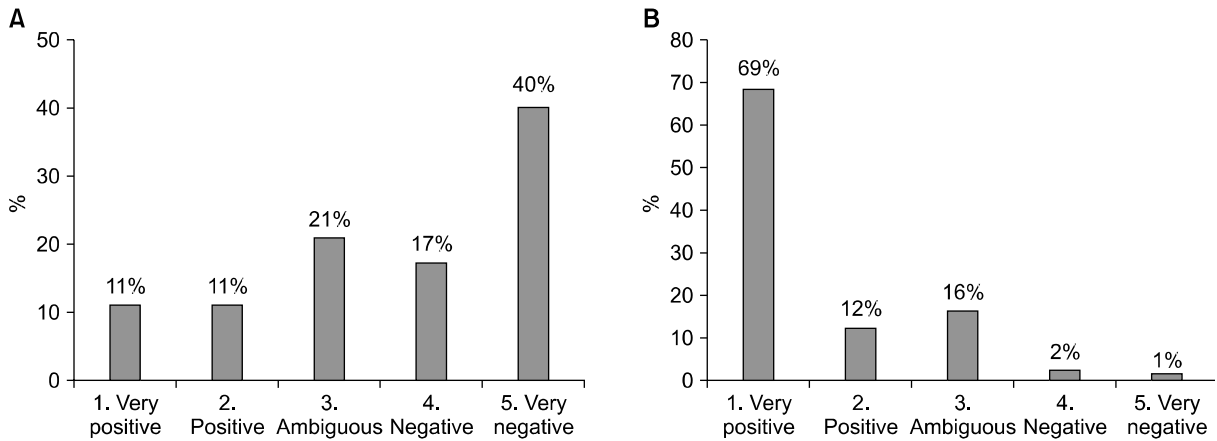 A
%
50
40
30
20
10
0
11%
11%
21%
17%
40%
1. Very
positive
2.
Positive
3.
Ambiguous
4.
Negative
5. Very
negative
B
%
80
70
60
50
40
30
20
10
0
69%
12%
16%
2%
1%
1. Very
positive
2.
Positive
3.
Ambiguous
4.
Negative
5. Very
negative